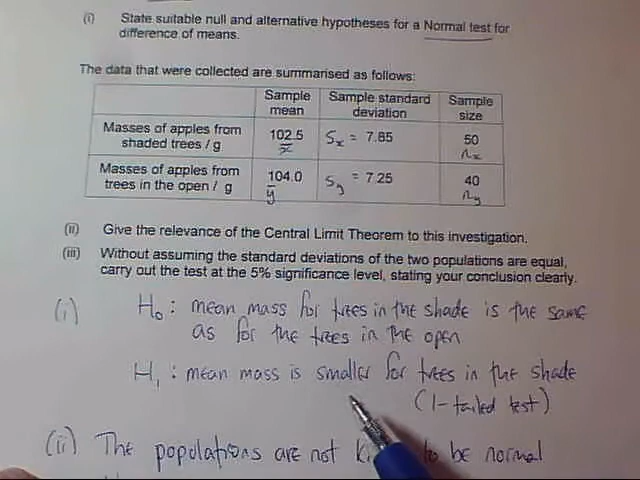 (i) State suitable null and alternative hypotheses for a Normal test for
difference of means.
The data that were collected are summarised as follows:
Sample mean Sample standard deviation Sample size
Masses of apples from shaded trees / g 102.5 x̄ Sx = 7.85 50 nx
Masses of apples from trees in the open / g 104.0 ȳ Sy = 7.25 40 ny
(ii) Give the relevance of the Central Limit Theorem to this investigation.
(iii) Without assuming the standard deviations of the two populations are equal,
carry out the test at the 5% significance level, stating your conclusion clearly.
(i) H₀ : mean mass for trees in the shade is the same
as for the trees in the open
H₁ : mean mass is smaller for trees in the shade
(1-tailed test)
(ii) The populations are not to be normal